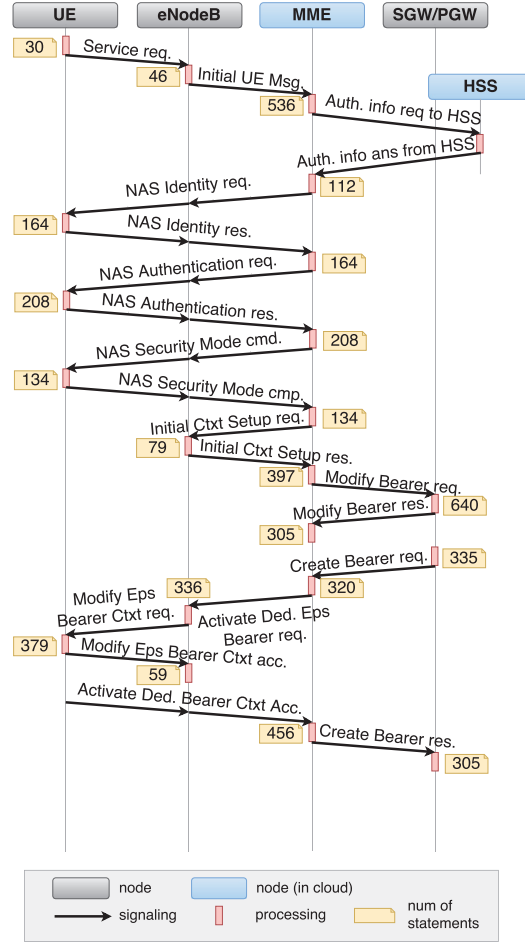 UE
eNodeB
MME
SGW/PGW
HSS
30
Service req.
46
Initial UE Msg.
536
Auth. info req to HSS
Auth. info ans from HSS
112
NAS Identity req.
164
NAS Identity res.
164
NAS Authentication req.
208
NAS Authentication res.
208
NAS Security Mode cmd.
134
NAS Security Mode cmp.
134
Initial Ctxt Setup req.
79
Initial Ctxt Setup res.
397
Modify Bearer req.
640
Modify Bearer res.
305
335
Create Bearer req.
320
336
Modify Eps
Bearer Ctxt req.
Activate Ded. Eps
Bearer req.
379
Modify Eps Bearer Ctxt acc.
59
Activate Ded. Bearer Ctxt Acc.
456
Create Bearer res.
305
node
node (in cloud)
signaling
processing
num of
statements